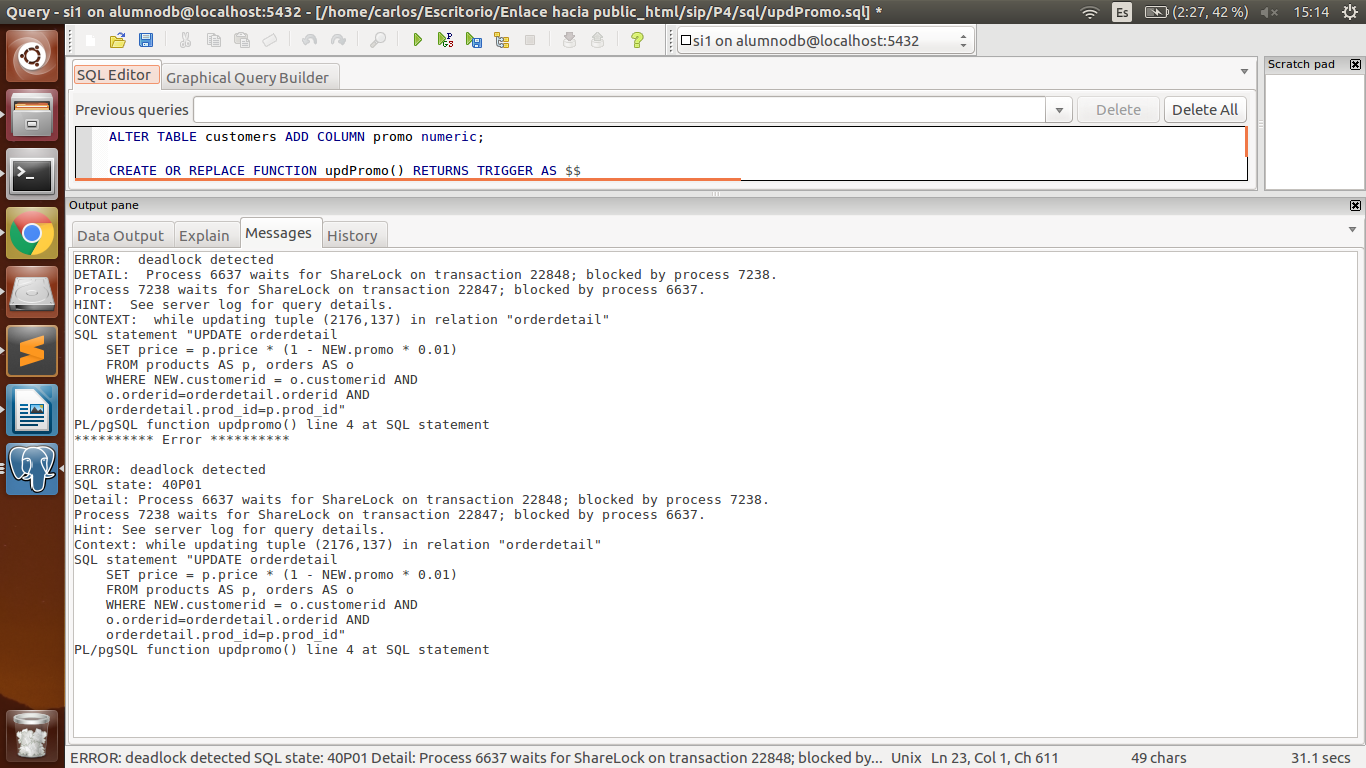 Query - si1 on alumnodb@localhost:5432 - [/home/carlos/Escritorio/Enlace hacia public_html/sip/P4/sql/updPromo.sql] *
Es
(2:27, 42 %)
15:14
si1 on alumnodb@localhost:5432
SQL Editor
Graphical Query Builder
Scratch pad
Previous queries
Delete
Delete All
ALTER TABLE customers ADD COLUMN promo numeric;
CREATE OR REPLACE FUNCTION updPromo() RETURNS TRIGGER AS $$
Output pane
Data Output
Explain
Messages
History
ERROR:  deadlock detected
DETAIL:  Process 6637 waits for ShareLock on transaction 22848; blocked by process 7238.
Process 7238 waits for ShareLock on transaction 22847; blocked by process 6637.
HINT:  See server log for query details.
CONTEXT:  while updating tuple (2176,137) in relation "orderdetail"
SQL statement "UPDATE orderdetail
    SET price = p.price * (1 - NEW.promo * 0.01)
    FROM products AS p, orders AS o
    WHERE NEW.customerid = o.customerid AND
    o.orderid=orderdetail.orderid AND
    orderdetail.prod_id=p.prod_id"
PL/pgSQL function updpromo() line 4 at SQL statement
********** Error **********
ERROR: deadlock detected
SQL state: 40P01
Detail: Process 6637 waits for ShareLock on transaction 22848; blocked by process 7238.
Process 7238 waits for ShareLock on transaction 22847; blocked by process 6637.
Hint: See server log for query details.
Context: while updating tuple (2176,137) in relation "orderdetail"
SQL statement "UPDATE orderdetail
    SET price = p.price * (1 - NEW.promo * 0.01)
    FROM products AS p, orders AS o
    WHERE NEW.customerid = o.customerid AND
    o.orderid=orderdetail.orderid AND
    orderdetail.prod_id=p.prod_id"
PL/pgSQL function updpromo() line 4 at SQL statement
ERROR: deadlock detected SQL state: 40P01 Detail: Process 6637 waits for ShareLock on transaction 22848; blocked by...
Unix
Ln 23, Col 1, Ch 611
49 chars
31.1 secs